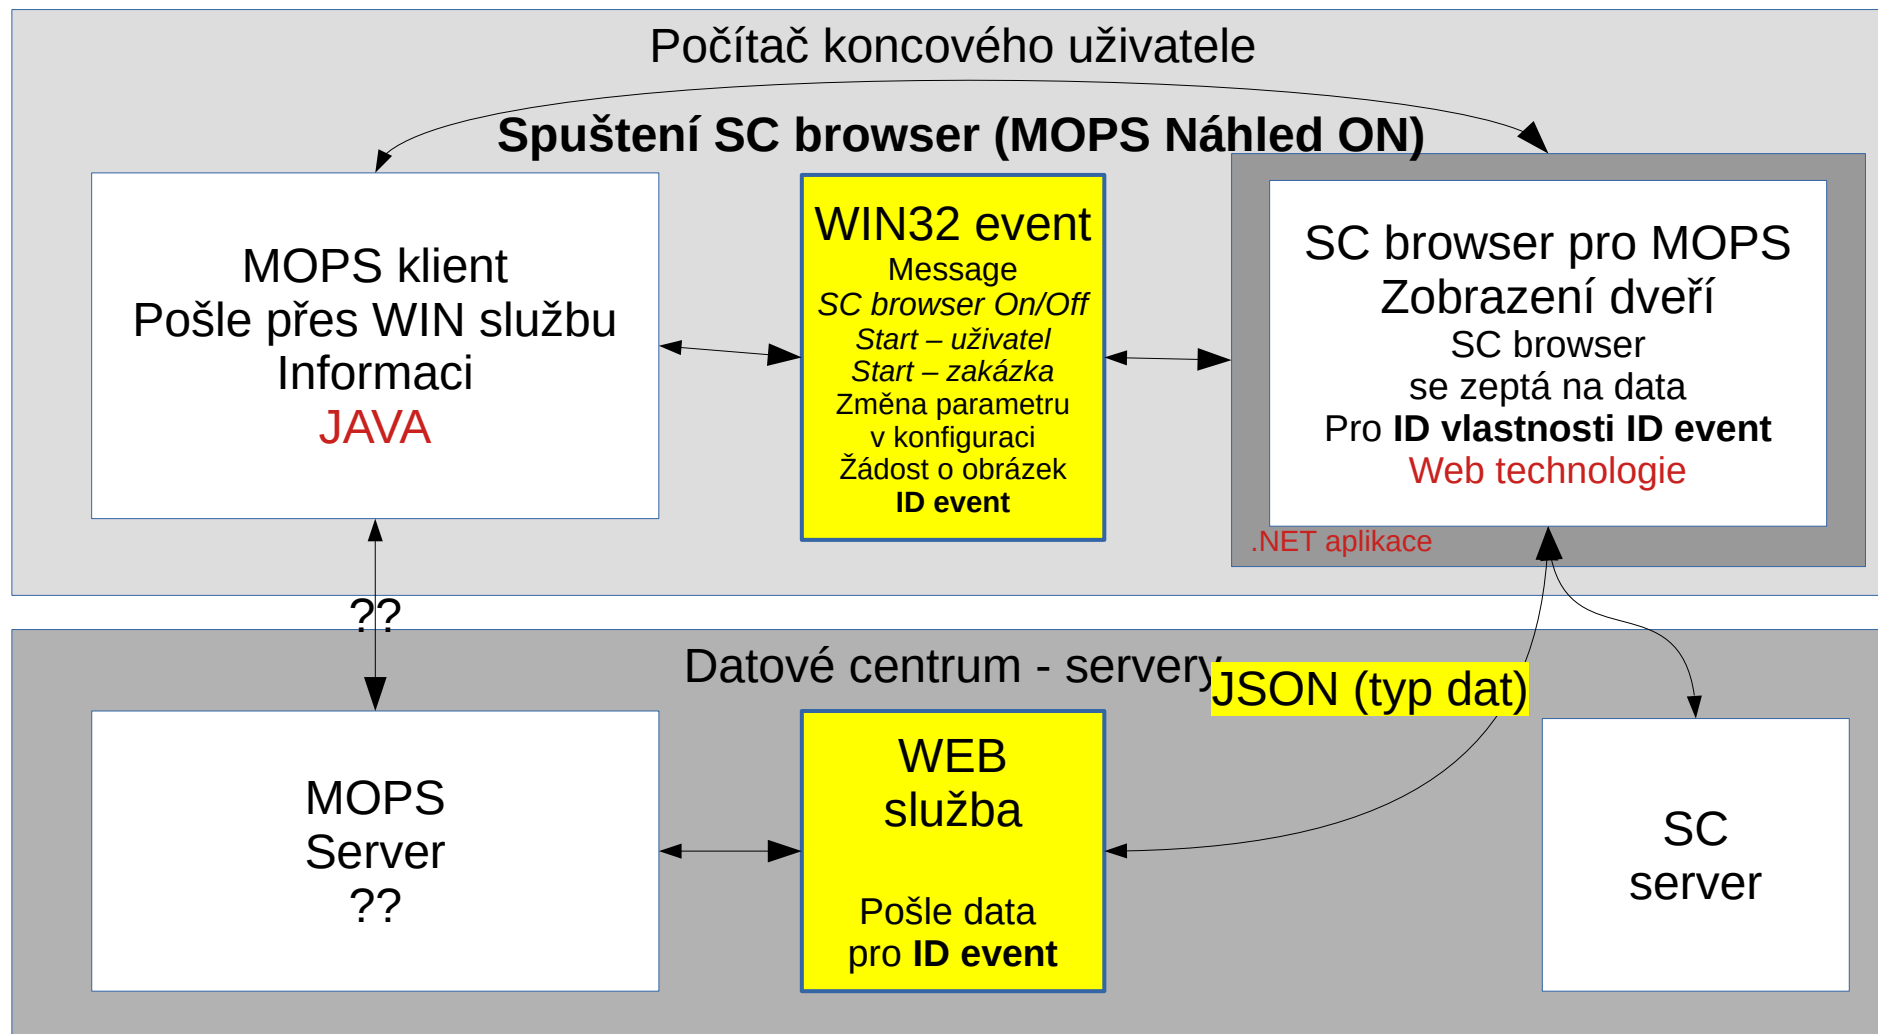 Počítač koncového uživatele
Spuštení SC browser (MOPS Náhled ON)
MOPS klient
Pošle přes WIN službu
Informaci
JAVA
WIN32 event
Message
SC browser On/Off
Start – uživatel
Start – zakázka
Změna parametru
v konfiguraci
Žádost o obrázek
ID event
SC browser pro MOPS
Zobrazení dveří
SC browser
se zeptá na data
Pro ID vlastnosti ID event
Web technologie
.NET aplikace
??
Datové centrum - servery
JSON (typ dat)
MOPS
Server
??
WEB
služba
Pošle data
pro ID event
SC
server